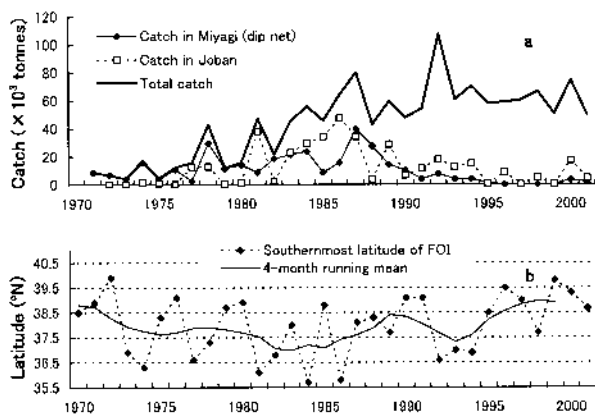 120
100
80
60
40
20
0
Catch (×10³ tonnes)
Catch in Miyagi (dip net)
Catch in Joban
Total catch
a
1970 1975 1980 1985 1990 1995 2000
Southernmost latitude of FOI
4-month running mean
b
40.5
39.5
38.5
37.5
36.5
35.5
Latitude (°N)
1970 1975 1980 1985 1990 1995 2000